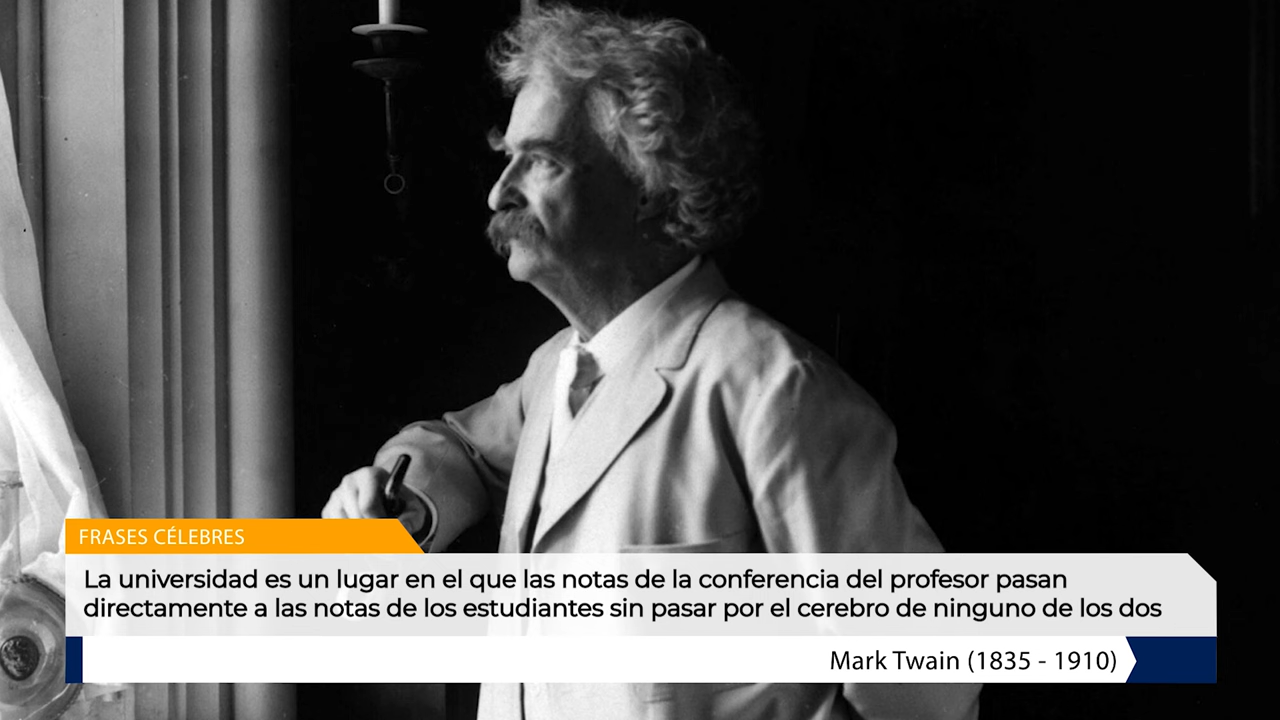 FRASES CÉLEBRES
La universidad es un lugar en el que las notas de la conferencia del profesor pasan
directamente a las notas de los estudiantes sin pasar por el cerebro de ninguno de los dos
Mark Twain (1835 - 1910)